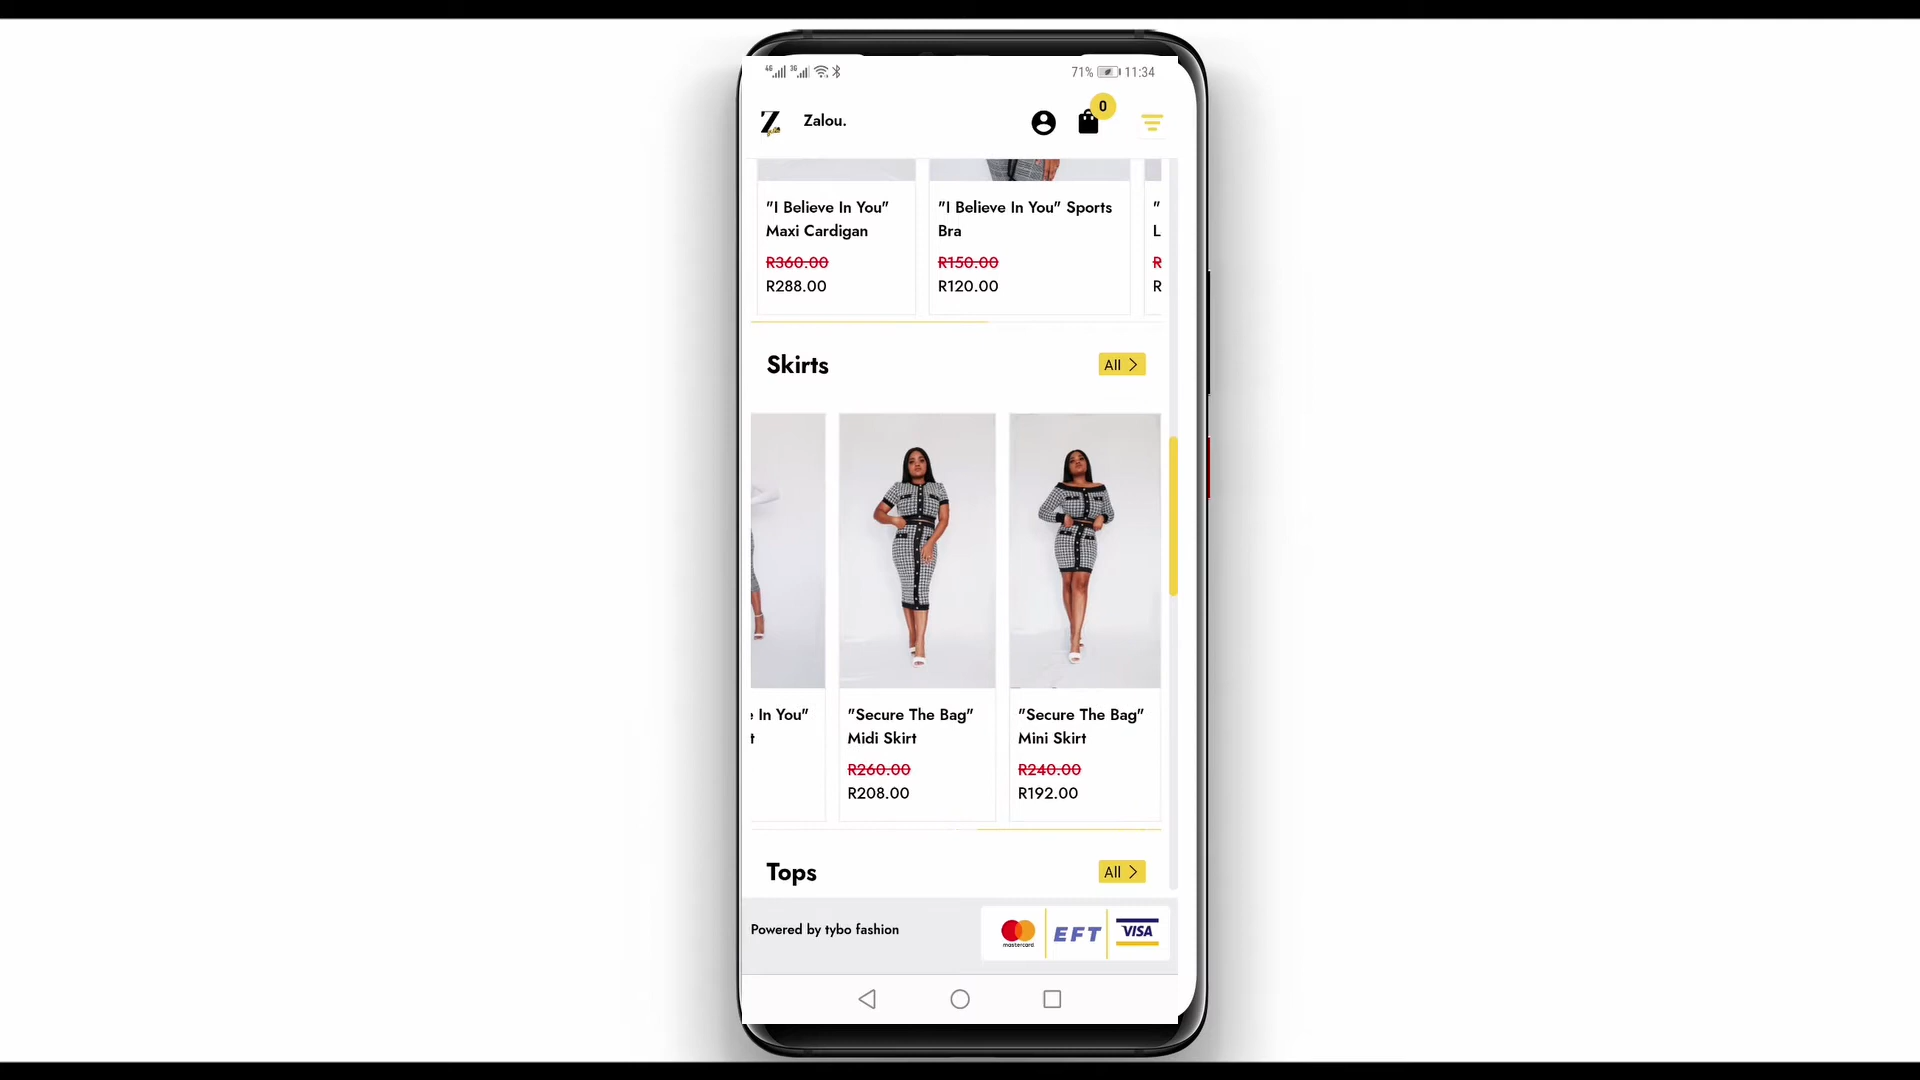 4G 3G 71% 11:34
Z Zalou. 0
"I Believe In You" Maxi Cardigan
R360.00
R288.00
"I Believe In You" Sports Bra
R150.00
R120.00
"
L
R
R
Skirts All
e In You"
t
"Secure The Bag" Midi Skirt
R260.00
R208.00
"Secure The Bag" Mini Skirt
R240.00
R192.00
Tops All
Powered by tybo fashion
mastercard EFT VISA